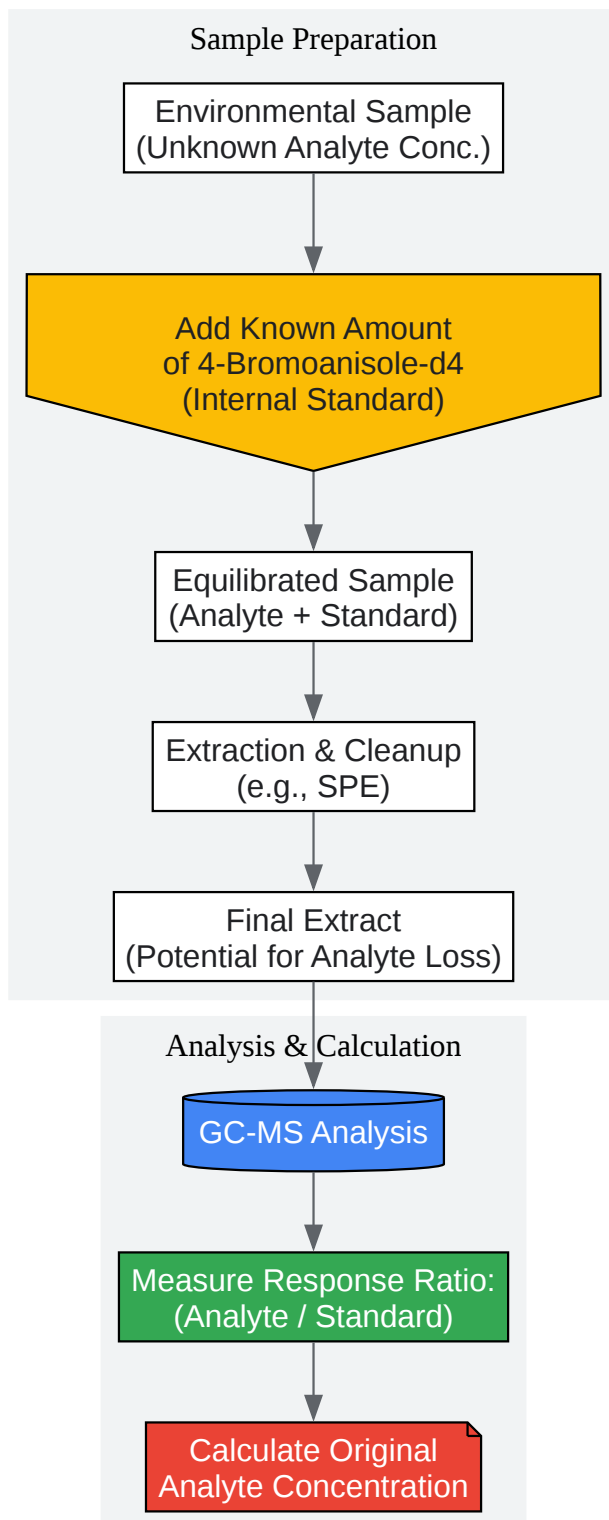 Sample Preparation
Environmental Sample
(Unknown Analyte Conc.)
Add Known Amount
of 4-Bromoanisole-d4
(Internal Standard)
Equilibrated Sample
(Analyte + Standard)
Extraction & Cleanup
(e.g., SPE)
Final Extract
(Potential for Analyte Loss)
Analysis & Calculation
GC-MS Analysis
Measure Response Ratio:
(Analyte / Standard)
Calculate Original
Analyte Concentration